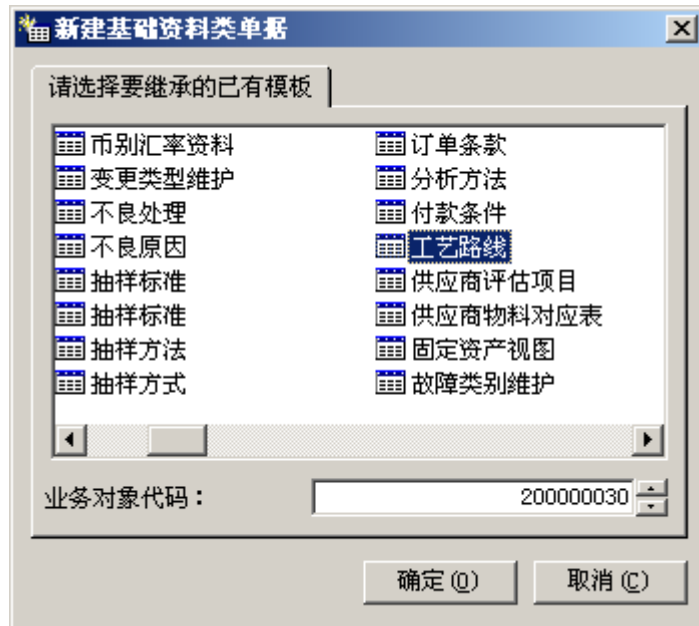 新建基础资料类单据
请选择要继承的已有模板
币别汇率资料
变更类型维护
不良处理
不良原因
抽样标准
抽样标准
抽样方法
抽样方式
订单条款
分析方法
付款条件
工艺路线
供应商评估项目
供应商物料对应表
固定资产视图
故障类别维护
业务对象代码：
200000030
确定(O)
取消(C)